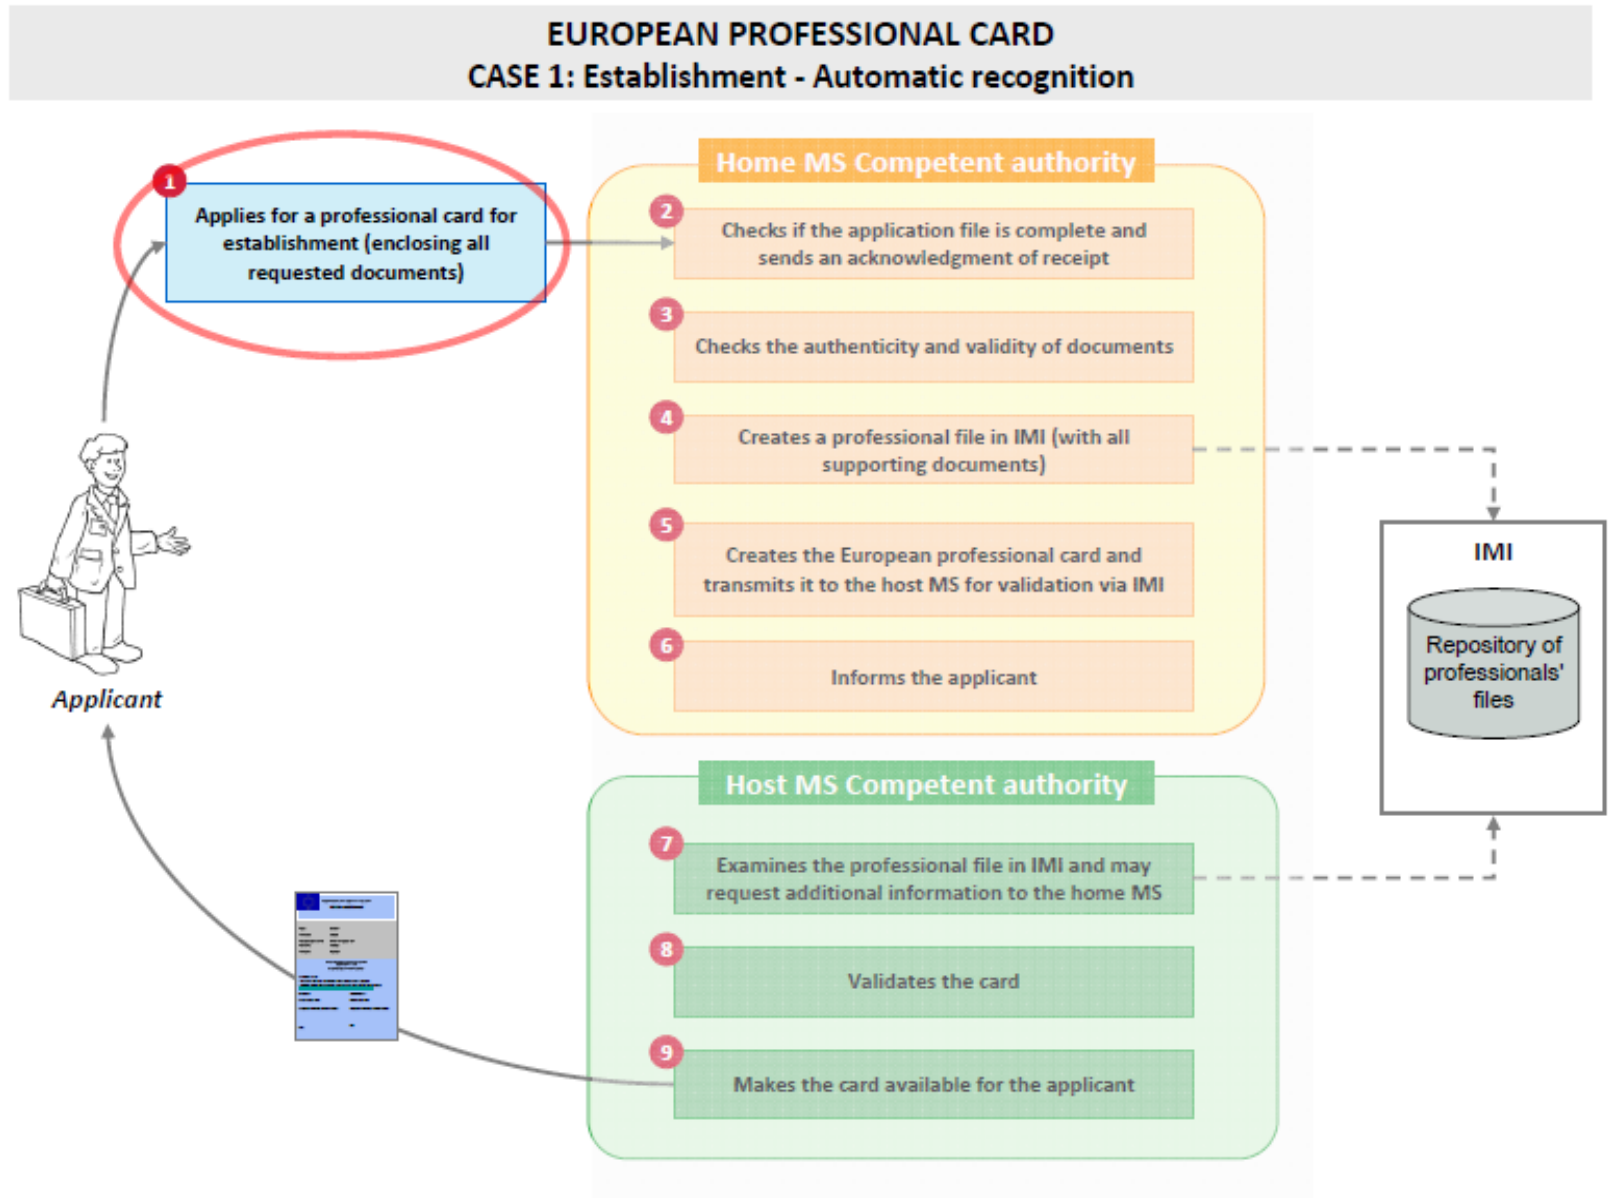 EUROPEAN PROFESSIONAL CARD
CASE 1: Establishment - Automatic recognition
1
Applies for a professional card for
establishment (enclosing all
requested documents)
Home MS Competent authority
2
Checks if the application file is complete and
sends an acknowledgment of receipt
3
Checks the authenticity and validity of documents
4
Creates a professional file in IMI (with all
supporting documents)
5
Creates the European professional card and
transmits it to the host MS for validation via IMI
6
Informs the applicant
IMI
Repository of
professionals'
files
Applicant
Host MS Competent authority
7
Examines the professional file in IMI and may
request additional information to the home MS
8
Validates the card
9
Makes the card available for the applicant